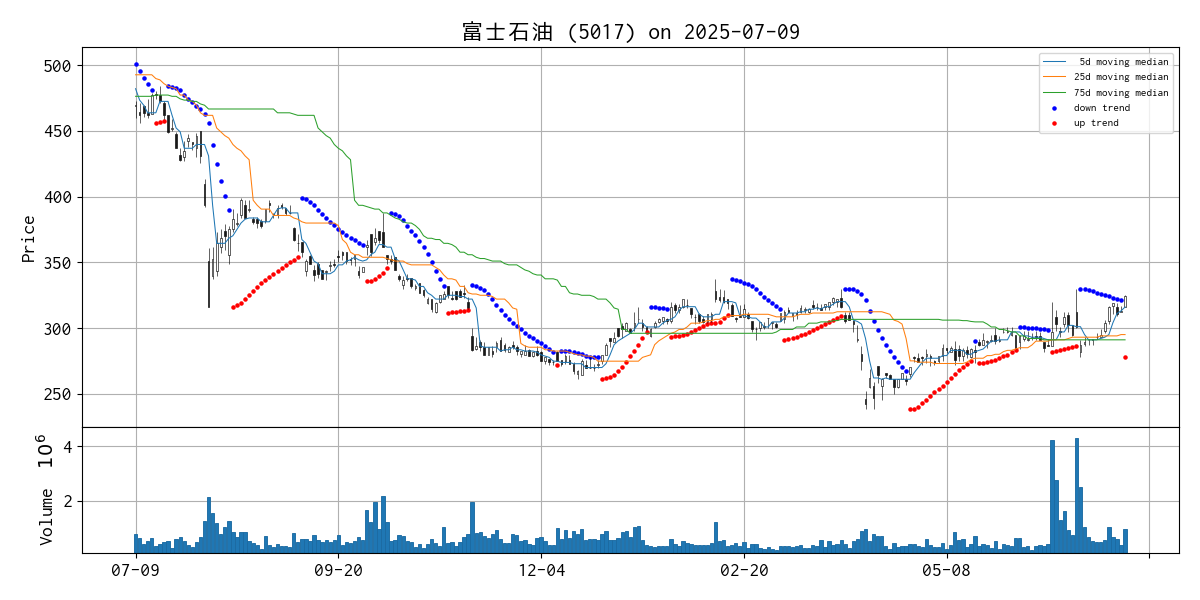 富士石油 (5017) on 2025-07-09
5d moving median
25d moving median
75d moving median
down trend
up trend
500
450
400
350
300
250
Price
4
2
Volume 10^6
07-09
09-20
12-04
02-20
05-08